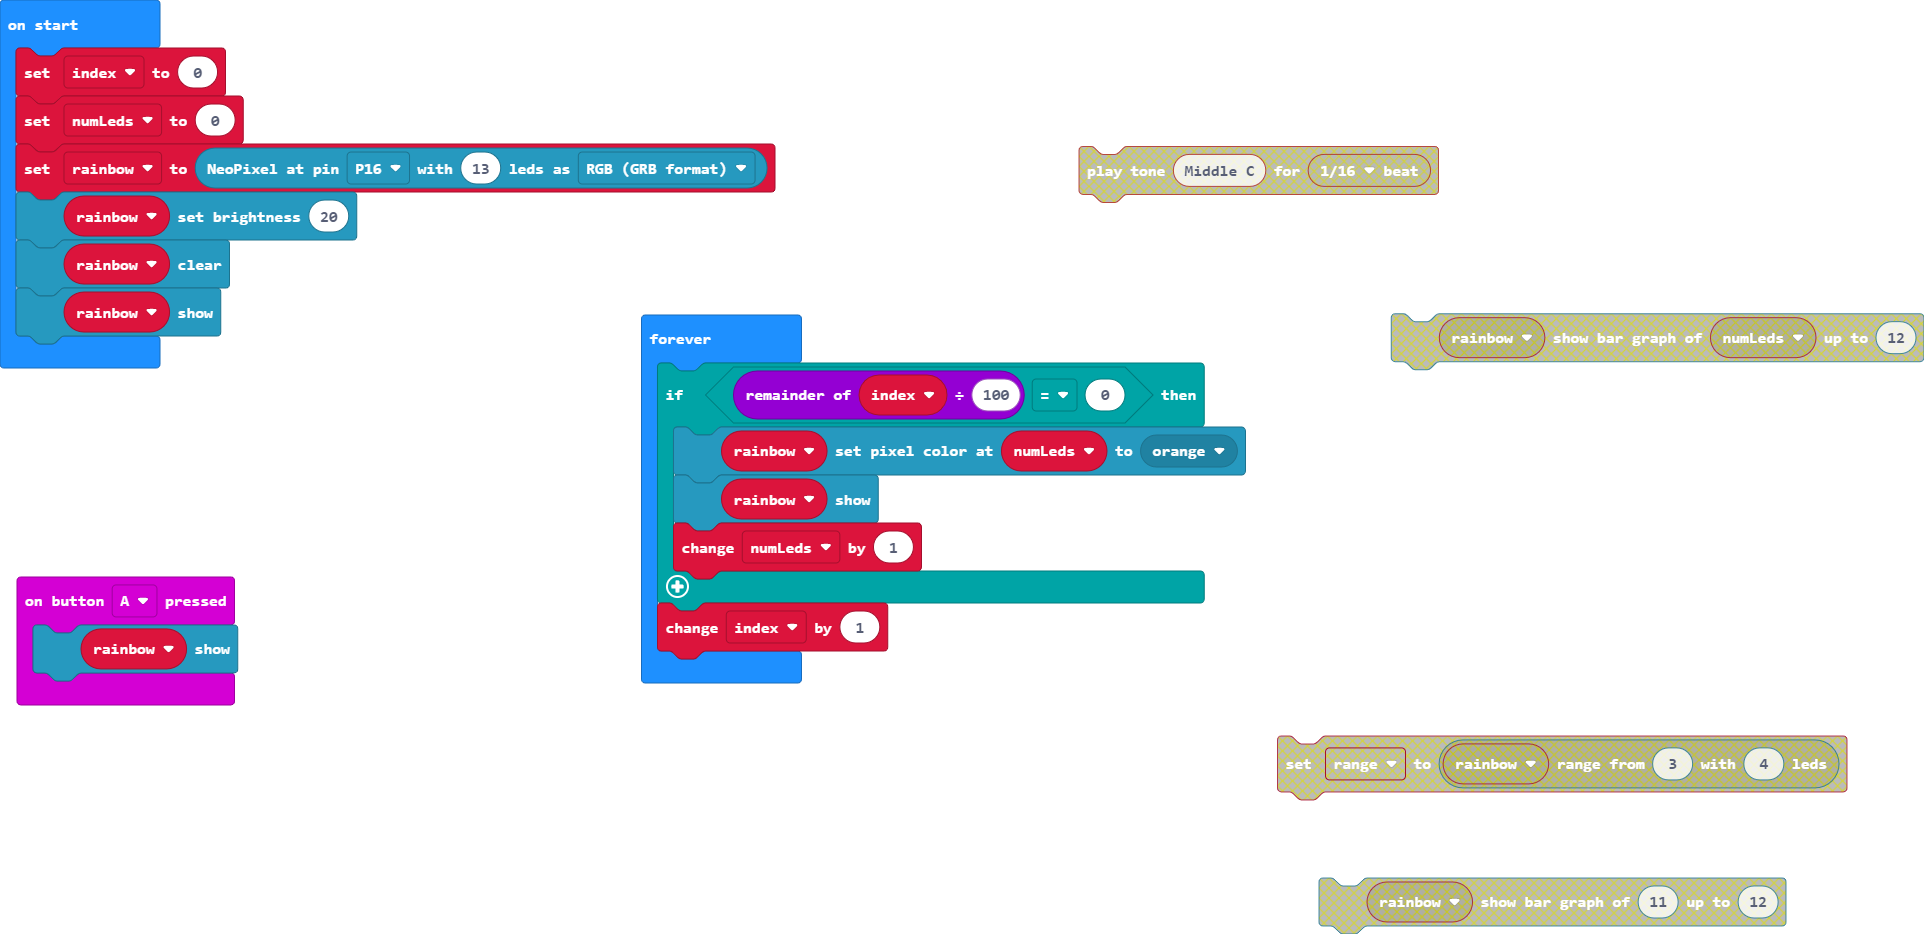 on start
set index to 0
set numLeds to 0
set rainbow to NeoPixel at pin P16 with 13 leds as RGB (GRB format)
rainbow set brightness 20
rainbow clear
rainbow show
on button A pressed
rainbow show
forever
if remainder of index ÷ 100 = 0 then
rainbow set pixel color at numLeds to orange
rainbow show
change numLeds by 1
change index by 1
play tone Middle C for 1/16 beat
rainbow show bar graph of numLeds up to 12
set range to rainbow range from 3 with 4 leds
rainbow show bar graph of 11 up to 12